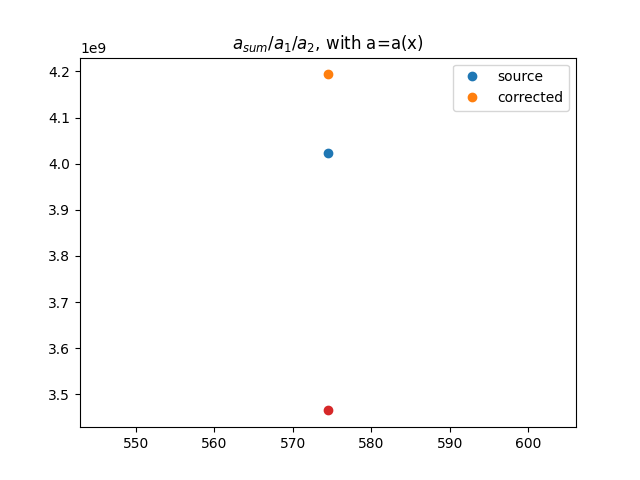 a_sum/a_1/a_2, with a=a(x)
1e9
source
corrected
4.2
4.1
4.0
3.9
3.8
3.7
3.6
3.5
550 560 570 580 590 600